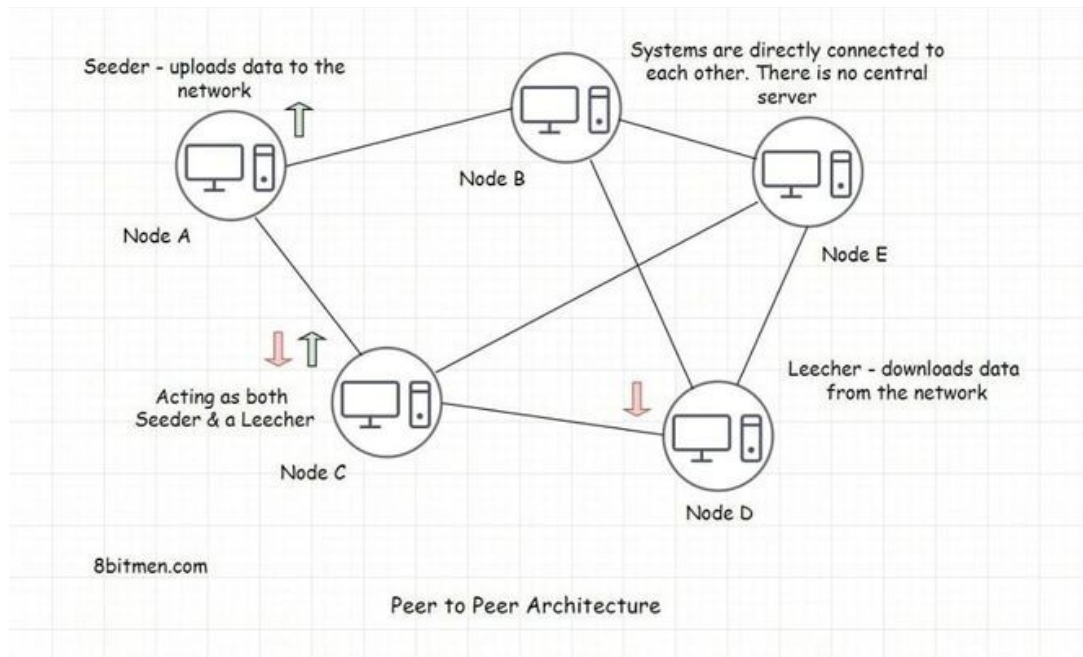 Seeder - uploads data to the
network
Systems are directly connected to
each other. There is no central
server
Node B
Node A
Node E
Acting as both
Seeder & a Leecher
Leecher - downloads data
from the network
Node C
Node D
8bitmen.com
Peer to Peer Architecture